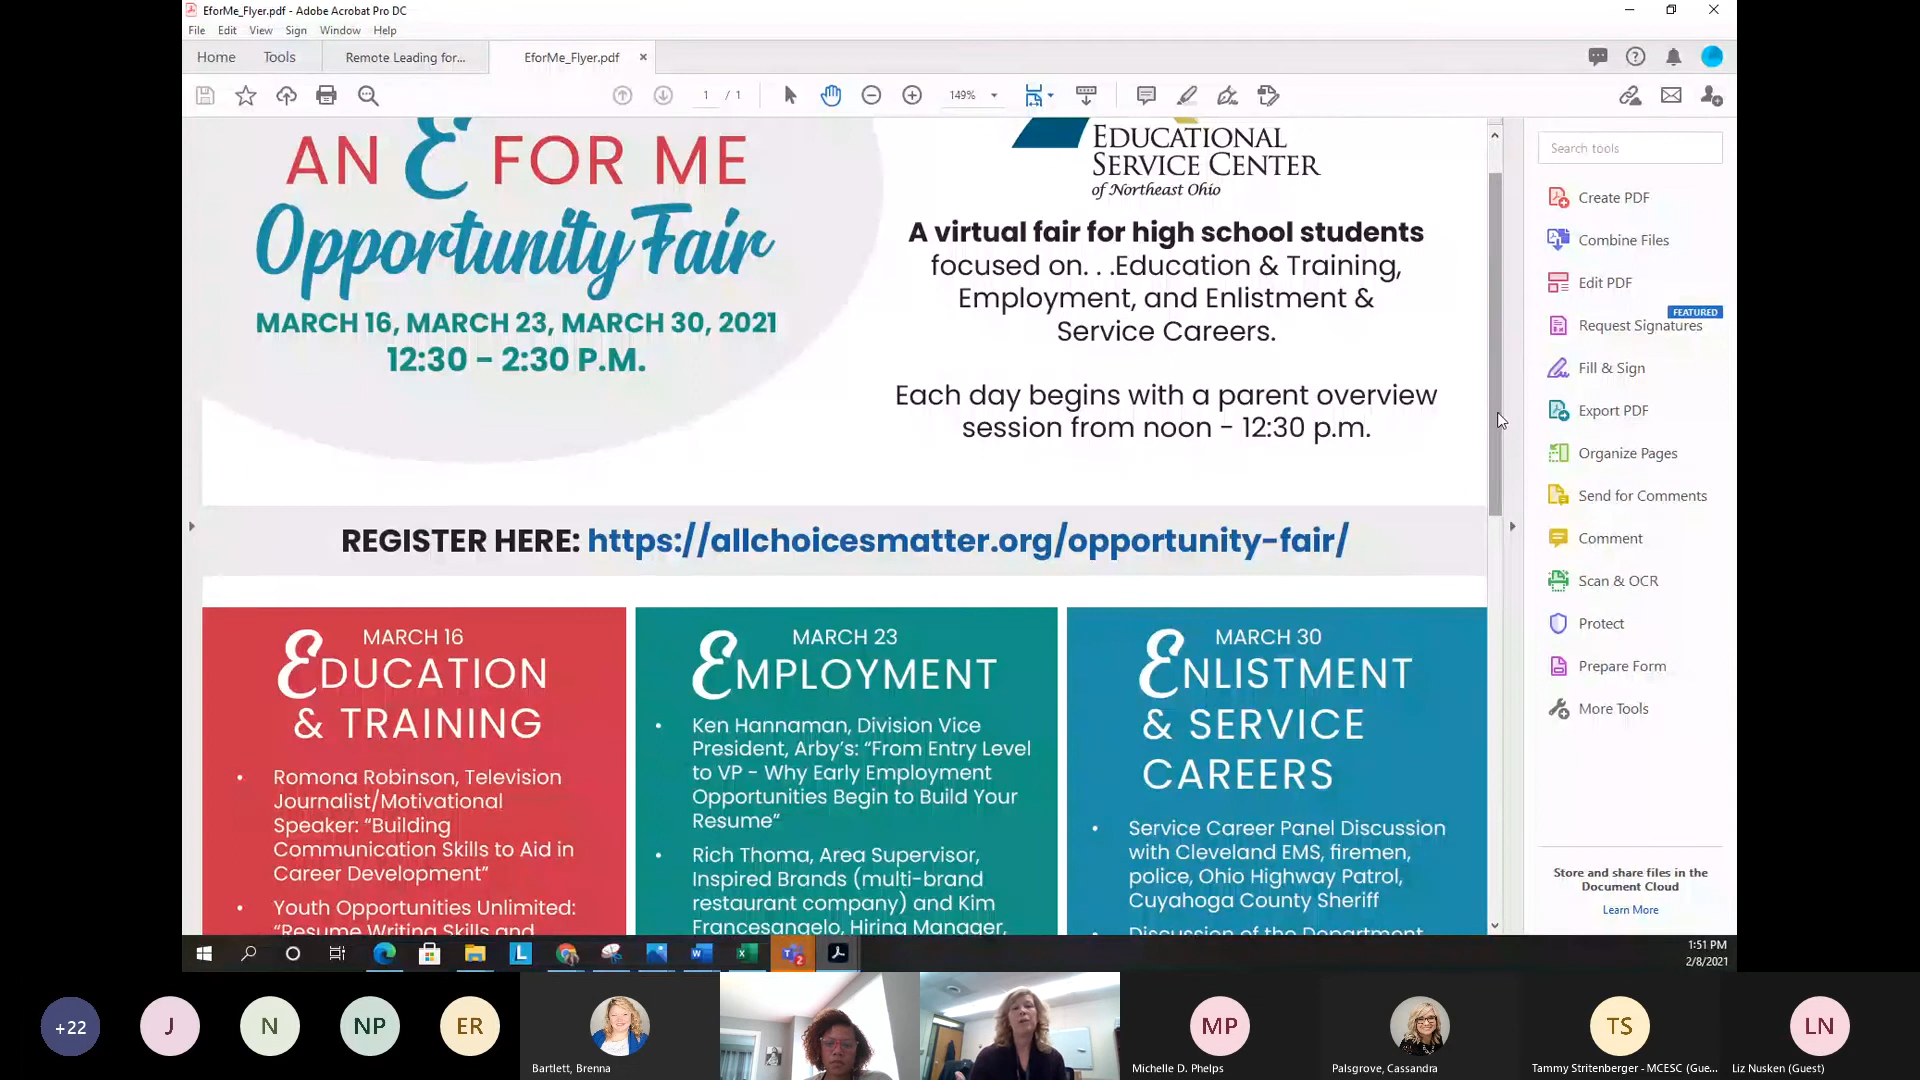 EforMe_Flyer.pdf - Adobe Acrobat Pro DC
File Edit View Sign Window Help
Home Tools Remote Leading for... EforMe_Flyer.pdf
1 / 1 149%
AN E FOR ME
Opportunity Fair
MARCH 16, MARCH 23, MARCH 30, 2021
12:30 – 2:30 P.M.
EDUCATIONAL
SERVICE CENTER
of Northeast Ohio
A virtual fair for high school students
focused on. . .Education & Training,
Employment, and Enlistment &
Service Careers.
Each day begins with a parent overview
session from noon - 12:30 p.m.
REGISTER HERE: https://allchoicesmatter.org/opportunity-fair/
MARCH 16
EDUCATION
& TRAINING
• Romona Robinson, Television
Journalist/Motivational
Speaker: “Building
Communication Skills to Aid in
Career Development”
• Youth Opportunities Unlimited:
“Resume Writing Skills and
MARCH 23
EMPLOYMENT
• Ken Hannaman, Division Vice
President, Arby’s: “From Entry Level
to VP - Why Early Employment
Opportunities Begin to Build Your
Resume”
• Rich Thoma, Area Supervisor,
Inspired Brands (multi-brand
restaurant company) and Kim
Francesangelo, Hiring Manager,
MARCH 30
ENLISTMENT
& SERVICE
CAREERS
• Service Career Panel Discussion
with Cleveland EMS, firemen,
police, Ohio Highway Patrol,
Cuyahoga County Sheriff
• Discussion of the Department
Search tools
Create PDF
Combine Files
Edit PDF
FEATURED
Request Signatures
Fill & Sign
Export PDF
Organize Pages
Send for Comments
Comment
Scan & OCR
Protect
Prepare Form
More Tools
Store and share files in the
Document Cloud
Learn More
1:51 PM
2/8/2021
+22 J N NP ER MP TS LN
Bartlett, Brenna
Michelle D. Phelps
Palsgrove, Cassandra
Tammy Stritenberger - MCESC (Gue...
Liz Nusken (Guest)